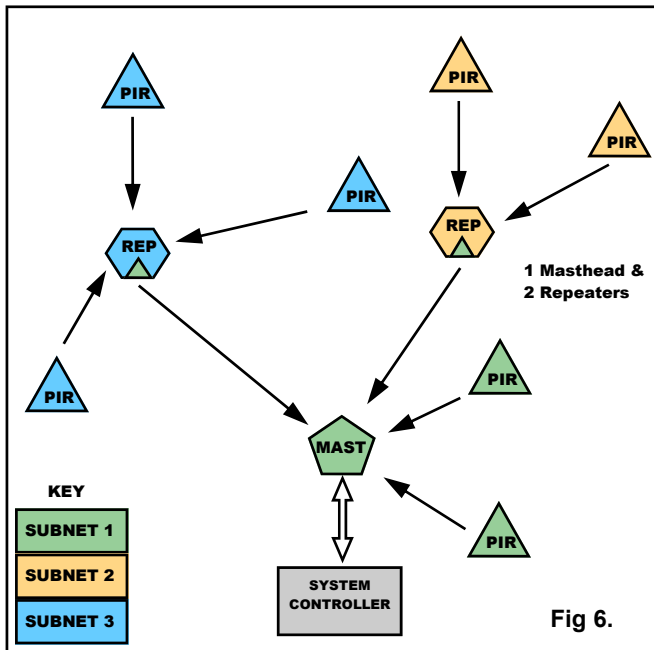 PIR
PIR
PIR
PIR
REP
REP
1 Masthead &
2 Repeaters
PIR
PIR
MAST
KEY
SUBNET 1
PIR
SUBNET 2
SYSTEM
CONTROLLER
SUBNET 3
Fig 6.